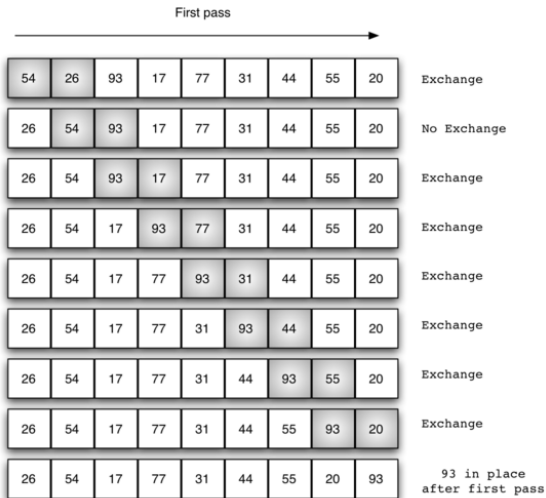 First pass
54 26 93 17 77 31 44 55 20 Exchange
26 54 93 17 77 31 44 55 20 No Exchange
26 54 93 17 77 31 44 55 20 Exchange
26 54 17 93 77 31 44 55 20 Exchange
26 54 17 77 93 31 44 55 20 Exchange
26 54 17 77 31 93 44 55 20 Exchange
26 54 17 77 31 44 93 55 20 Exchange
26 54 17 77 31 44 55 93 20 Exchange
26 54 17 77 31 44 55 20 93 93 in place
after first pass